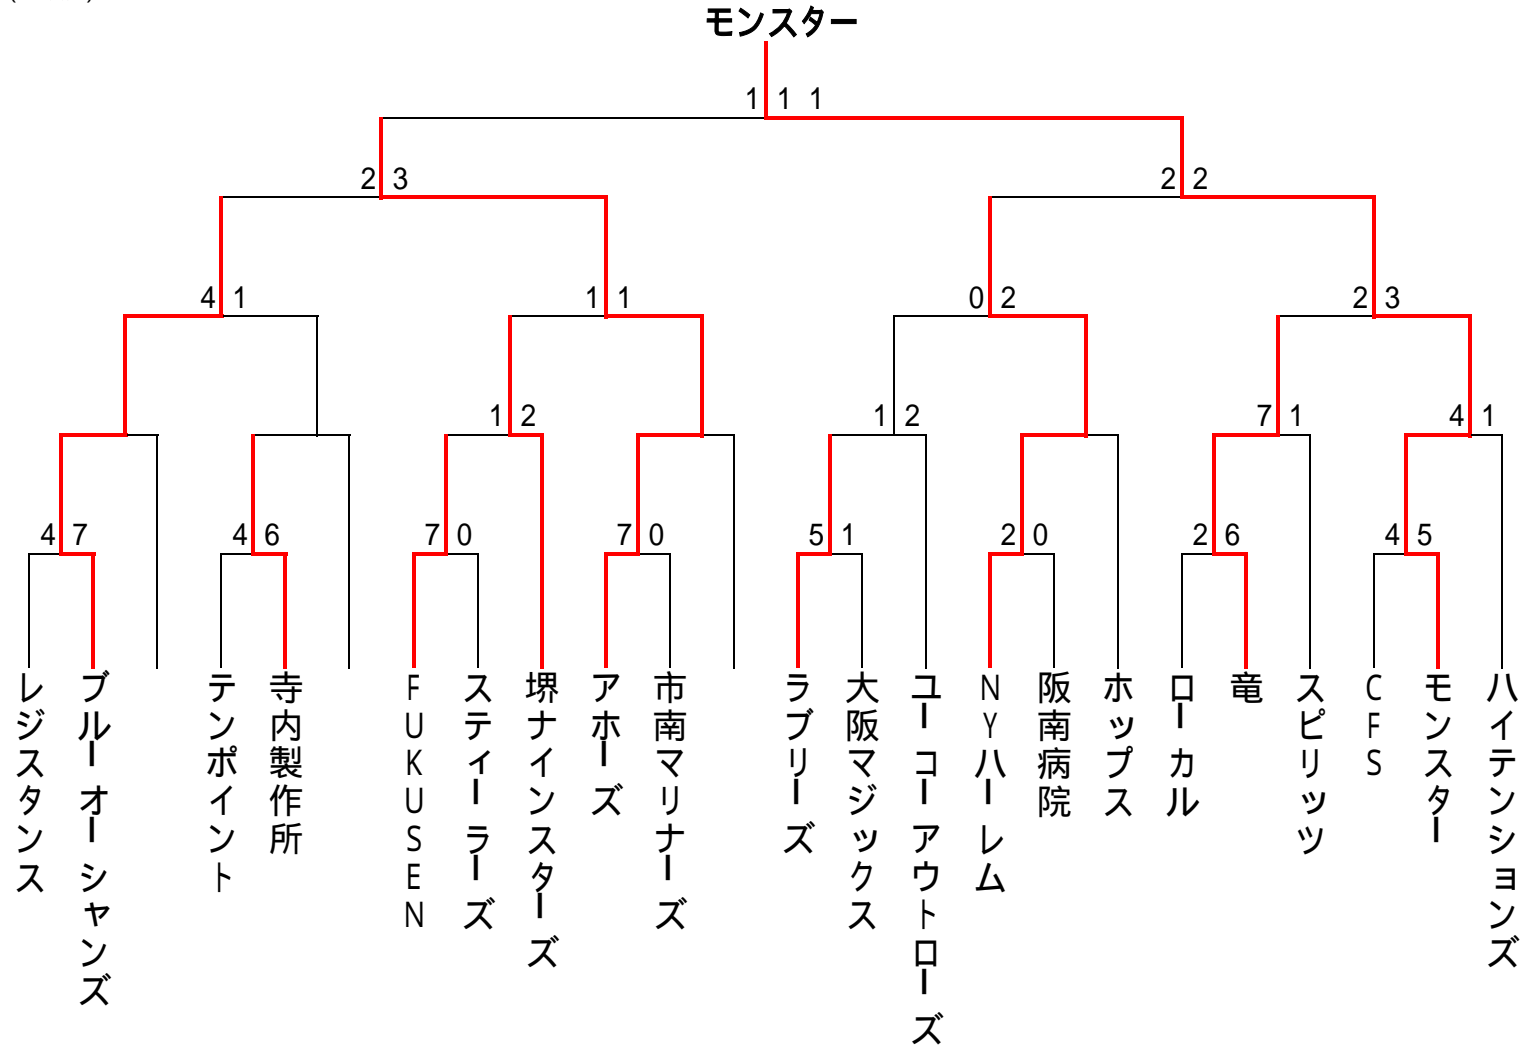 モンスター
1 1 1
2 3
2 2
4 1
1 1
0 2
2 3
1 2
1 2
7 1
4 1
4 7
4 6
7 0
7 0
5 1
2 0
2 6
4 5
レジスタンス
ブルーオーシャンズ
テンポイント
寺内製作所
FUKUSEN
スティーラーズ
堺ナインスターズ
アホーズ
市南マリナーズ
ラブリーズ
大阪マジックス
ユーコーアウトローズ
NYハーレム
阪南病院
ホップス
ローカル
竜
スピリッツ
CFS
モンスター
ハイテンションズ